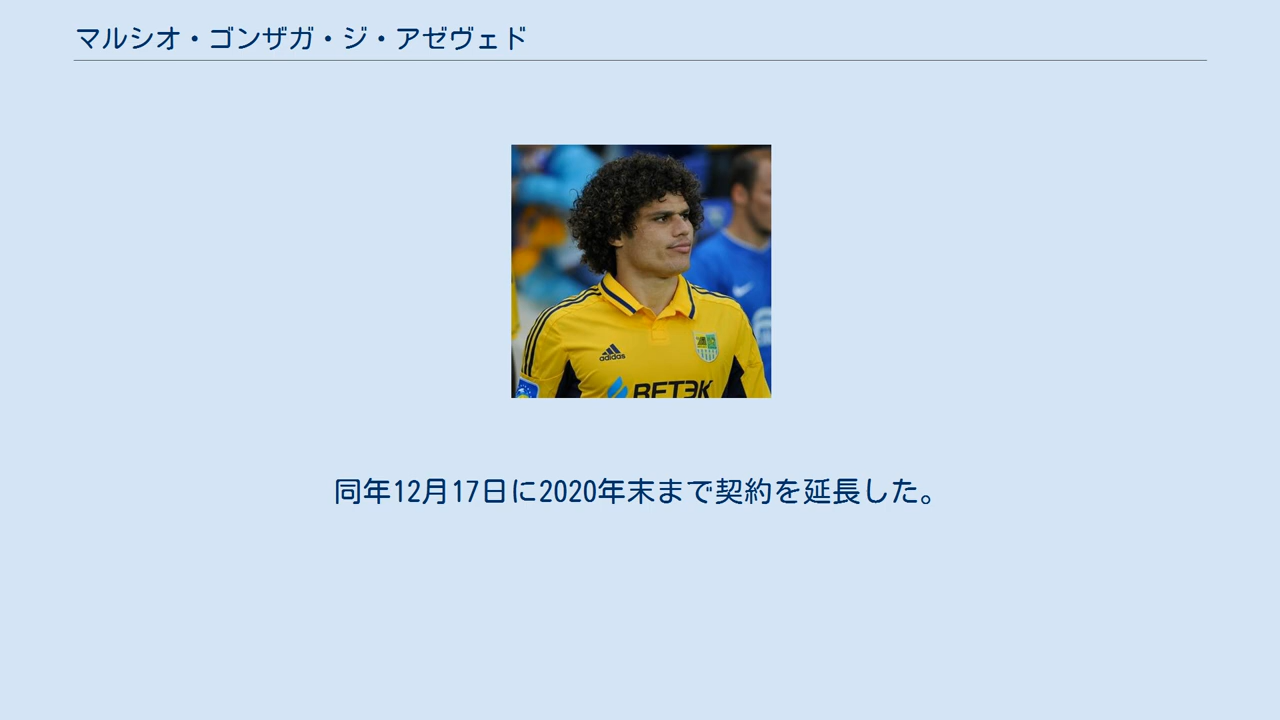 マルシオ・ゴンザガ・ジ・アゼヴェド
adidas
同年12月17日に2020年末まで契約を延長した。